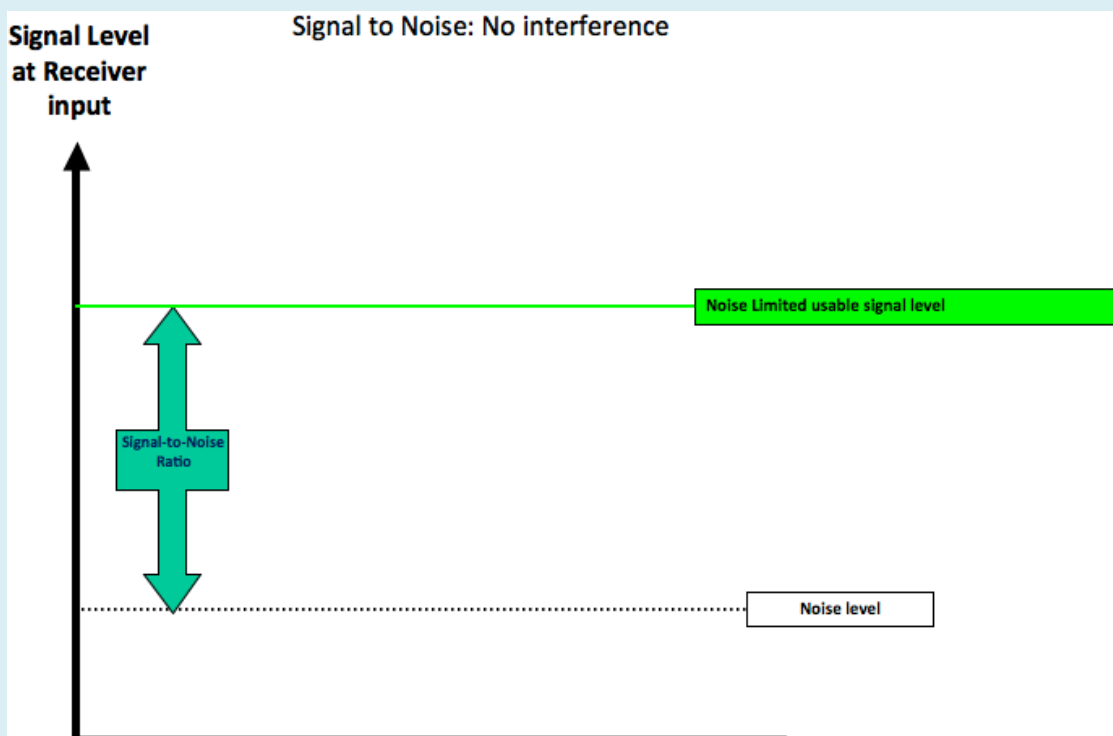 Signal to Noise: No interference
Signal Level
at Receiver
input
Noise Limited usable signal level
Signal-to-Noise
Ratio
Noise level